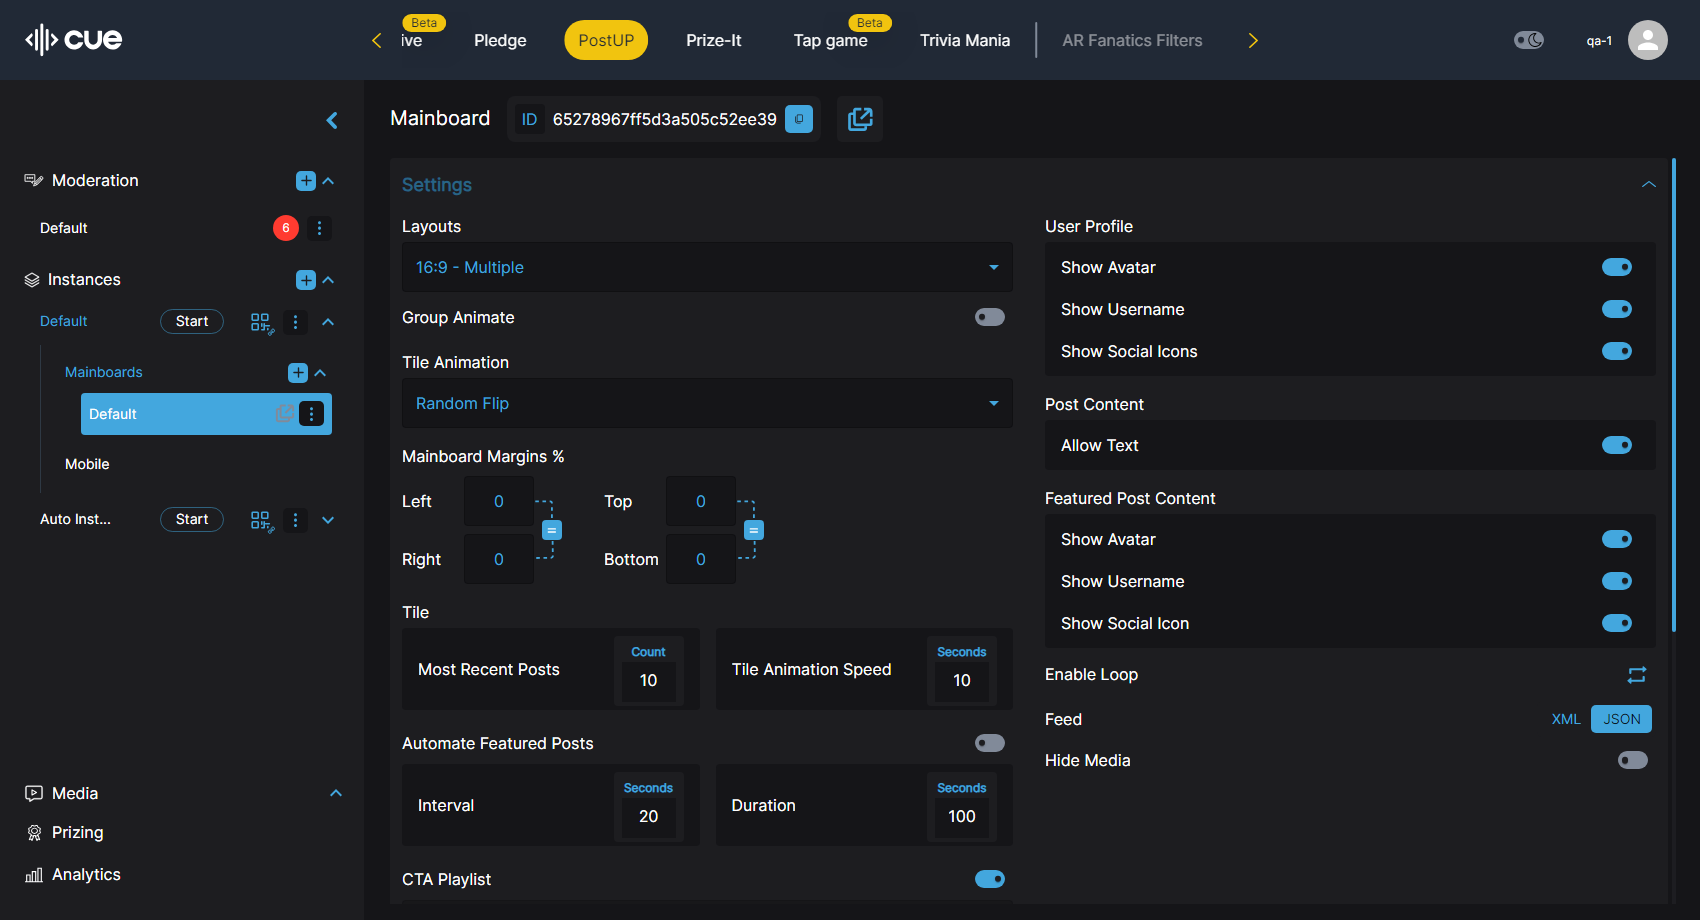 cue
Beta
ive
Pledge
PostUP
Prize-It
Beta
Tap game
Trivia Mania
AR Fanatics Filters
qa-1
Moderation
Default
6
Instances
Default
Start
Mainboards
Default
Mobile
Auto Inst...
Start
Media
Prizing
Analytics
Mainboard
ID 65278967ff5d3a505c52ee39
Settings
Layouts
16:9 - Multiple
Group Animate
Tile Animation
Random Flip
Mainboard Margins %
Left 0 Top 0
= =
Right 0 Bottom 0
Tile
Most Recent Posts
Count
10
Tile Animation Speed
Seconds
10
Automate Featured Posts
Interval
Seconds
20
Duration
Seconds
100
CTA Playlist
User Profile
Show Avatar
Show Username
Show Social Icons
Post Content
Allow Text
Featured Post Content
Show Avatar
Show Username
Show Social Icon
Enable Loop
Feed XML JSON
Hide Media